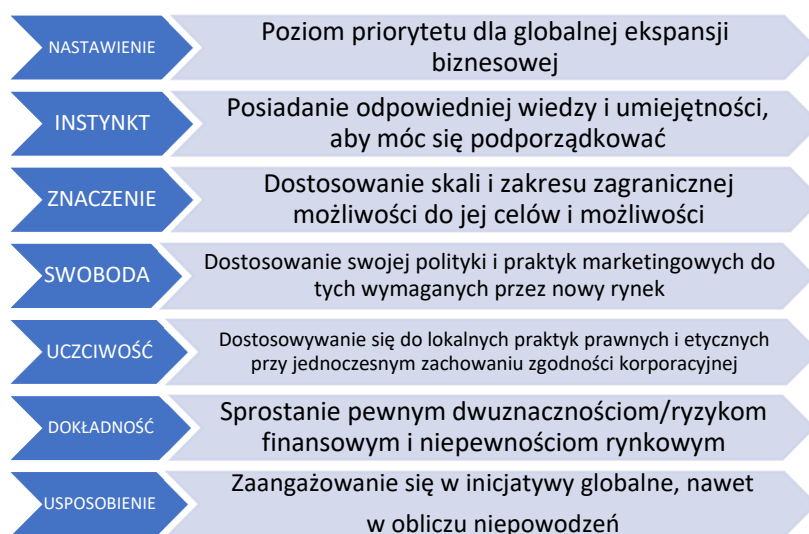 NASTAWIENIE
Poziom priorytetu dla globalnej ekspansji
biznesowej
INSTYNKT
Posiadanie odpowiedniej wiedzy i umiejętności,
aby móc się podporządkować
ZNACZENIE
Dostosowanie skali i zakresu zagranicznej
możliwości do jej celów i możliwości
SWOBODA
Dostosowanie swojej polityki i praktyk marketingowych do
tych wymaganych przez nowy rynek
UCZCIWOŚĆ
Dostosowywanie się do lokalnych praktyk prawnych i etycznych
przy jednoczesnym zachowaniu zgodności korporacyjnej
DOKŁADNOŚĆ
Sprostanie pewnym dwuznacznościom/ryzykom
finansowym i niepewnościom rynkowym
USPOSOBIENIE
Zaangażowanie się w inicjatywy globalne, nawet
w obliczu niepowodzeń